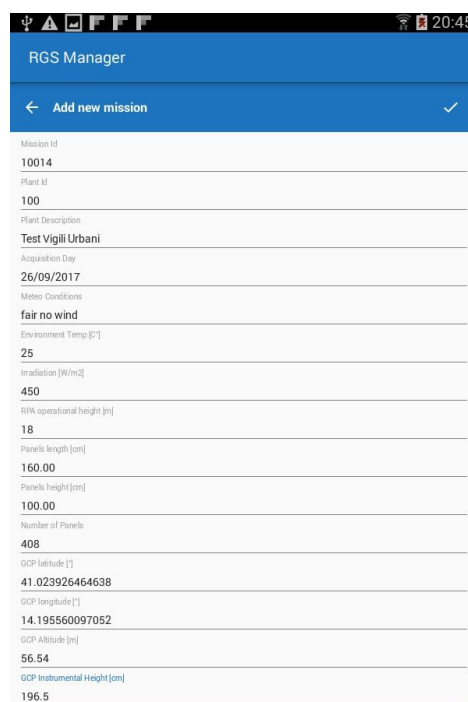 20:45
RGS Manager
Add new mission
Mission Id
10014
Plant Id
100
Plant Description
Test Vigili Urbani
Acquisition Day
26/09/2017
Meteo Conditions
fair no wind
Environment Temp [C°]
25
Irradiation [W/m2]
450
RPA operational height [m]
18
Panels length [cm]
160.00
Panels height [cm]
100.00
Number of Panels
408
GCP latitude [°]
41.023926464638
GCP longitude [°]
14.195560097052
GCP Altitude [m]
56.54
GCP Instrumental Height [cm]
196.5